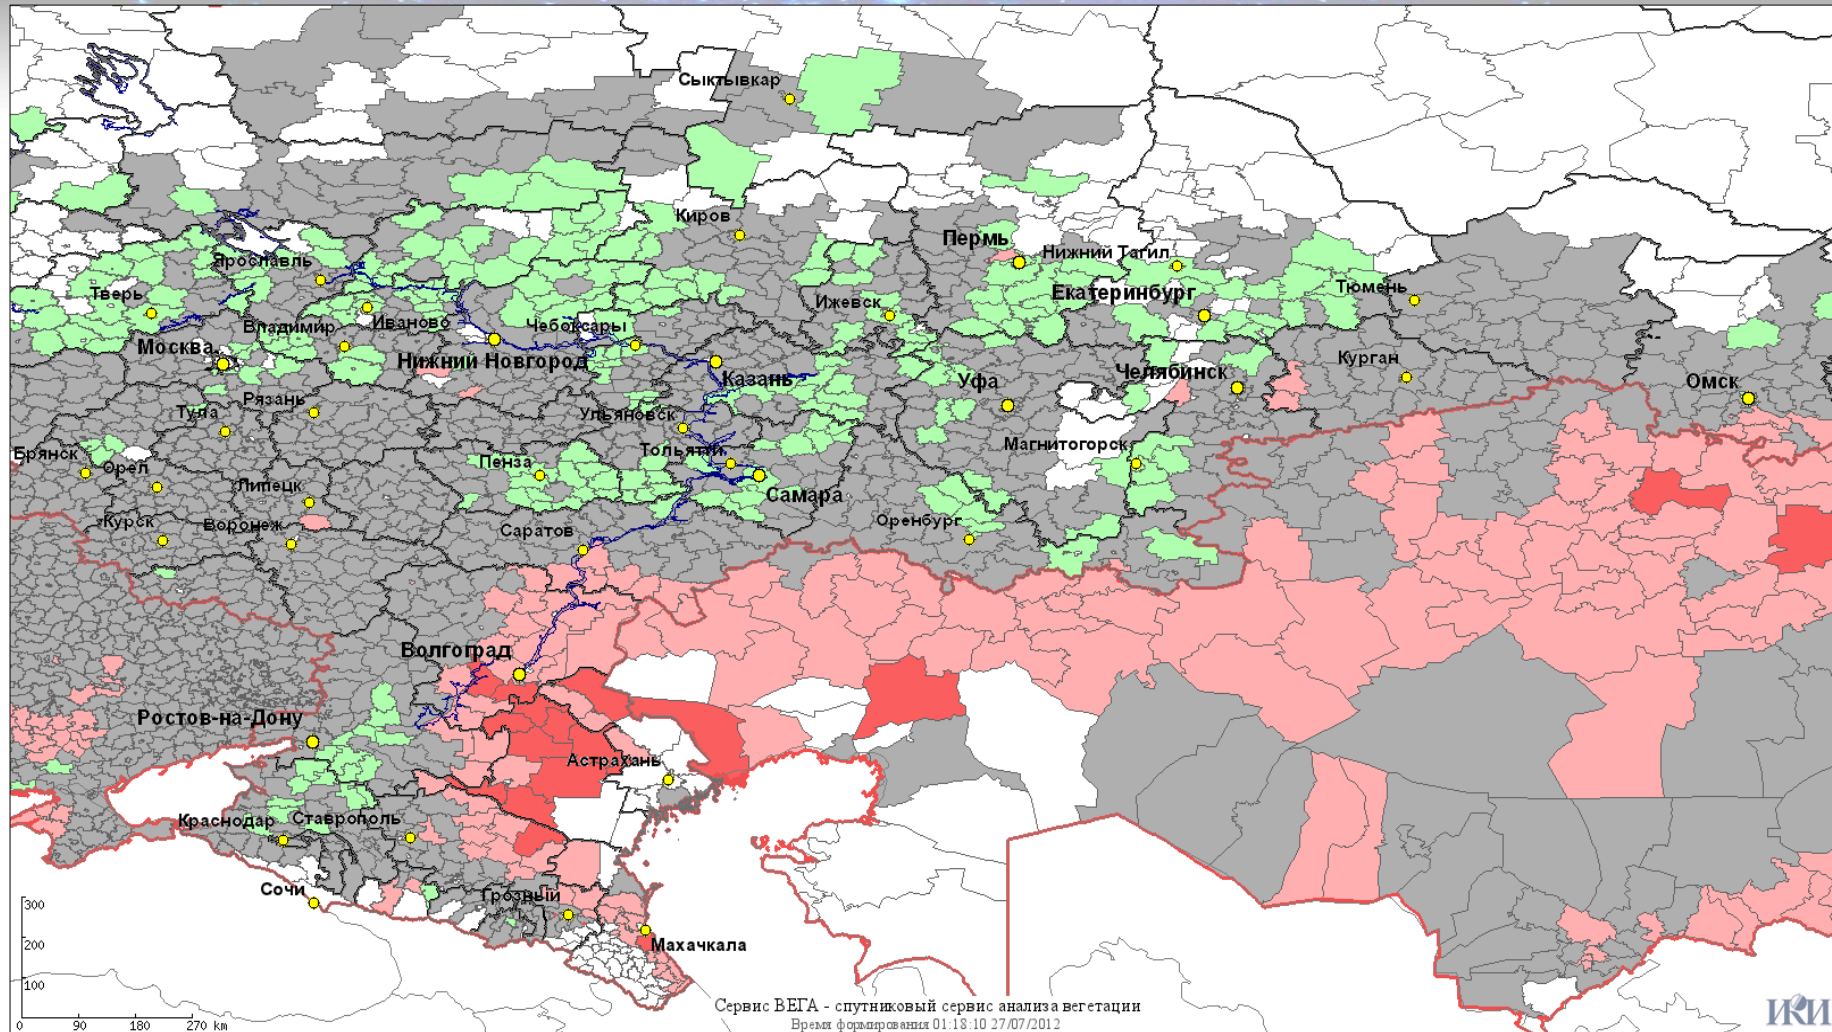 Сыктывкар
Киров
Пермь
Нижний Тагил
Ярославль
Екатеринбург
Тюмень
Тверь
Ижевск
Владимир
Иваново
Чебоксары
Москва
Нижний Новгород
Казань
Уфа
Челябинск
Курган
Омск
Тула
Рязань
Ульяновск
Магнитогорск
Брянск
Орел
Пенза
Тольятти
Липецк
Самара
Курск
Воронеж
Саратов
Оренбург
Волгоград
Ростов-на-Дону
Астрахань
Краснодар
Ставрополь
Сочи
Грозный
Махачкала
300
200
100
0 90 180 270 km
Сервис ВЕГА - спутниковый сервис анализа вегетации
Время формирования 01:18:10 27/07/2012
ИКИ